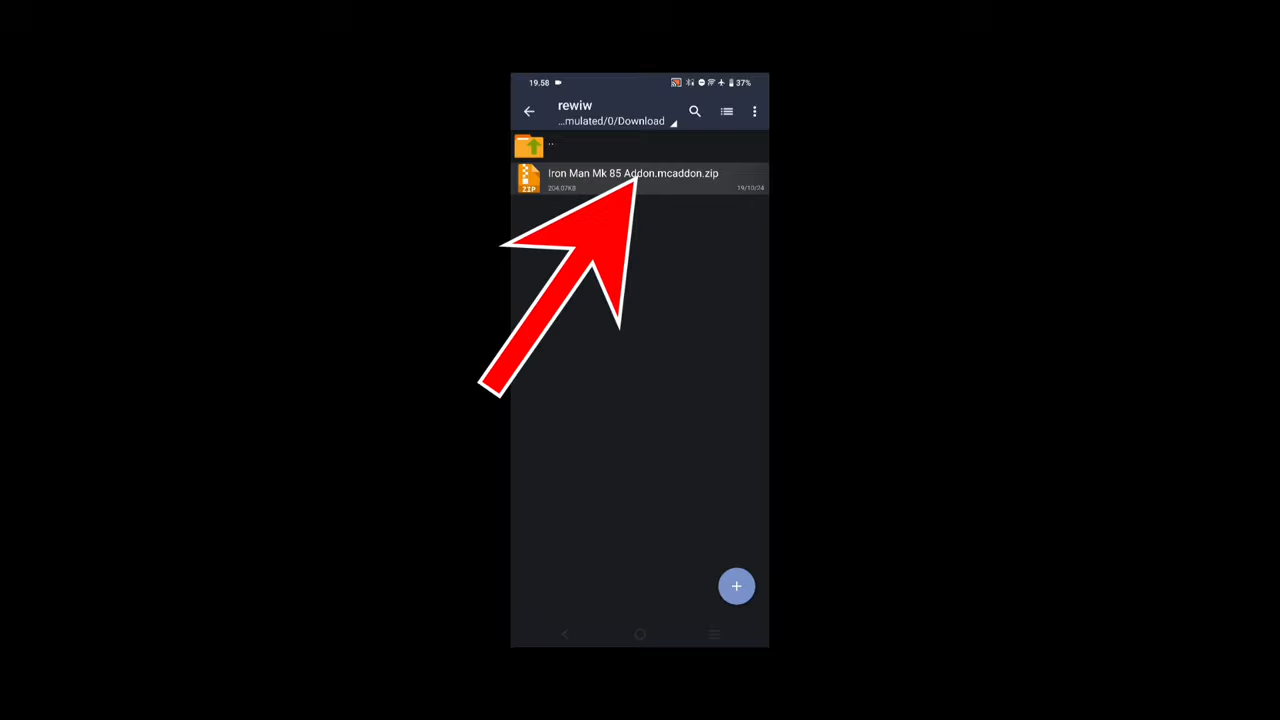 19.58
37%
rewiw
...mulated/0/Download
..
Iron Man Mk 85 Addon.mcaddon.zip
ZIP
204.07KB
19/10/24